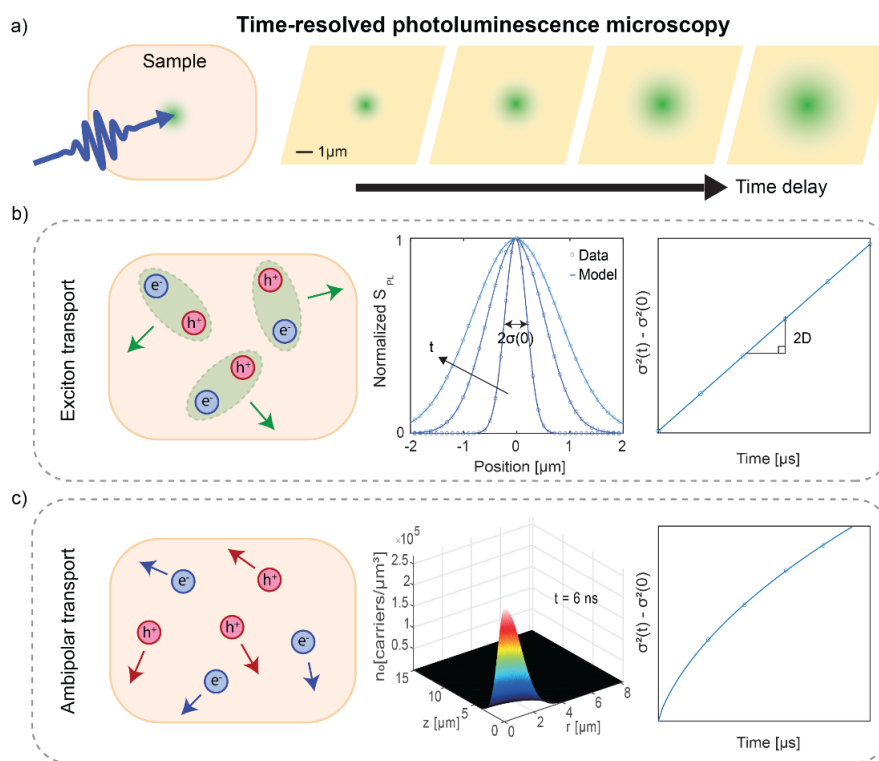 a)
Time-resolved photoluminescence microscopy
Sample
1µm
Time delay
b)
Exciton transport
e⁻
h⁺
h⁺
e⁻
h⁺
e⁻
Normalized S_PL
1
0
Data
Model
2σ(0)
t
-2 -1 0 1 2
Position [µm]
σ²(t) - σ²(0)
2D
Time [µs]
c)
Ambipolar transport
e⁻
h⁺
h⁺
h⁺
e⁻
e⁻
n₀[carriers/µm³]
×10⁵
2.5
2
1.5
1
0.5
t = 6 ns
15
10
5
0
z [µm]
0
2
4
6
8
r [µm]
σ²(t) - σ²(0)
Time [µs]